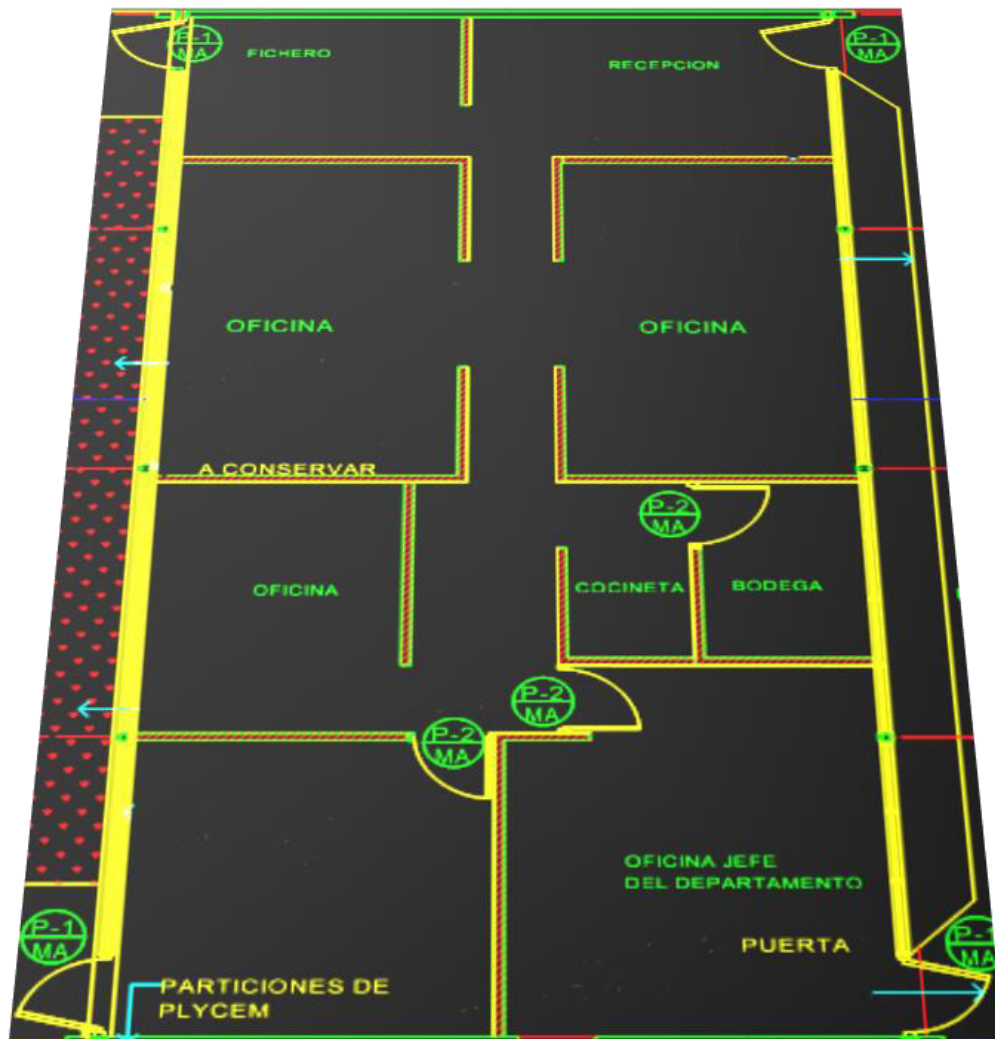 P-1
MA
FICHERO
RECEPCION
P-1
MA
OFICINA
OFICINA
A CONSERVAR
P-2
MA
OFICINA
COCINETA
BODEGA
P-2
MA
P-2
MA
OFICINA JEFE
DEL DEPARTAMENTO
P-1
MA
PUERTA
P-1
MA
PARTICIONES DE
PLYCEM